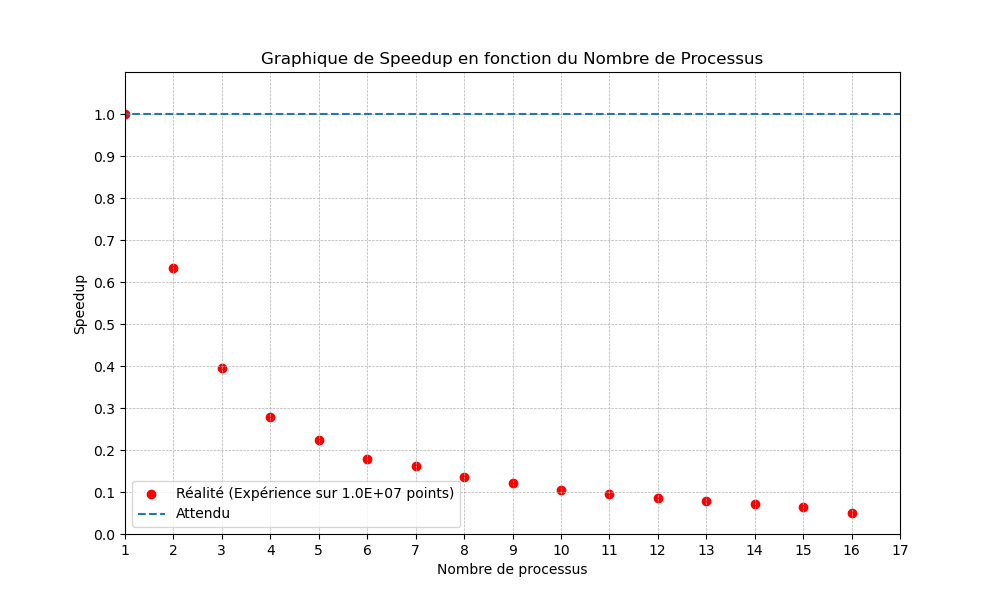 Graphique de Speedup en fonction du Nombre de Processus
1.0
0.9
0.8
0.7
0.6
0.5
0.4
0.3
0.2
0.1
0.0
Speedup
Réalité (Expérience sur 1.0E+07 points)
Attendu
1 2 3 4 5 6 7 8 9 10 11 12 13 14 15 16 17
Nombre de processus